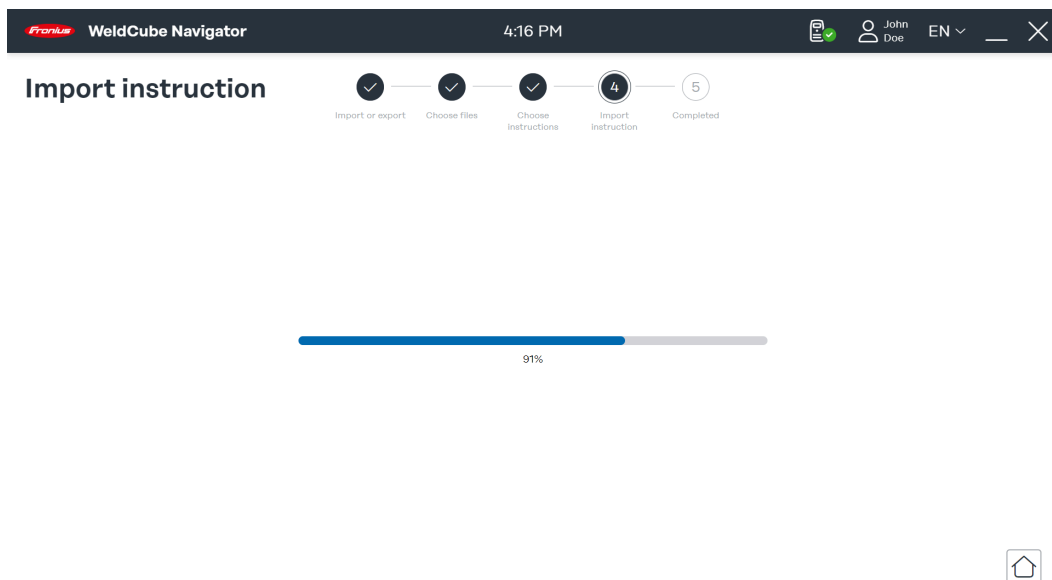 Fronius WeldCube Navigator 4:16 PM John Doe EN
Import instruction
4 5
Import or export Choose files Choose instructions Import instruction Completed
91%